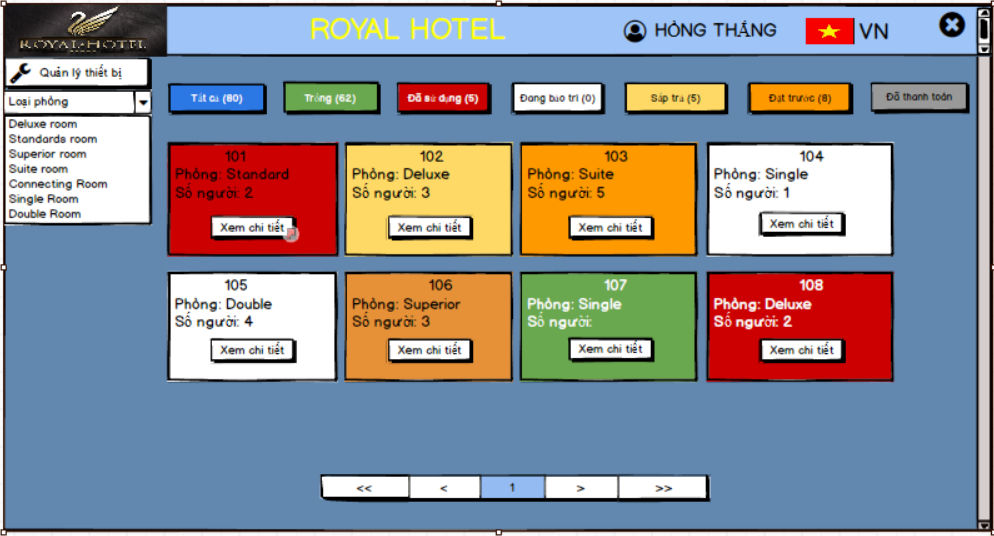 ROYAL HOTEL
ROYAL HOTEL
HỒNG THẮNG
VN
Quản lý thiết bị
Loại phòng
Deluxe room
Standards room
Superior room
Suite room
Connecting Room
Single Room
Double Room
Tất cả (80)
Trống (62)
Đã sử dụng (5)
Đang bảo trì (0)
Sắp trả (5)
Đặt trước (8)
Đã thanh toán
101
Phòng: Standard
Số người: 2
Xem chi tiết
102
Phòng: Deluxe
Số người: 3
Xem chi tiết
103
Phòng: Suite
Số người: 5
Xem chi tiết
104
Phòng: Single
Số người: 1
Xem chi tiết
105
Phòng: Double
Số người: 4
Xem chi tiết
106
Phòng: Superior
Số người: 3
Xem chi tiết
107
Phòng: Single
Số người:
Xem chi tiết
108
Phòng: Deluxe
Số người: 2
Xem chi tiết
<< < 1 > >>